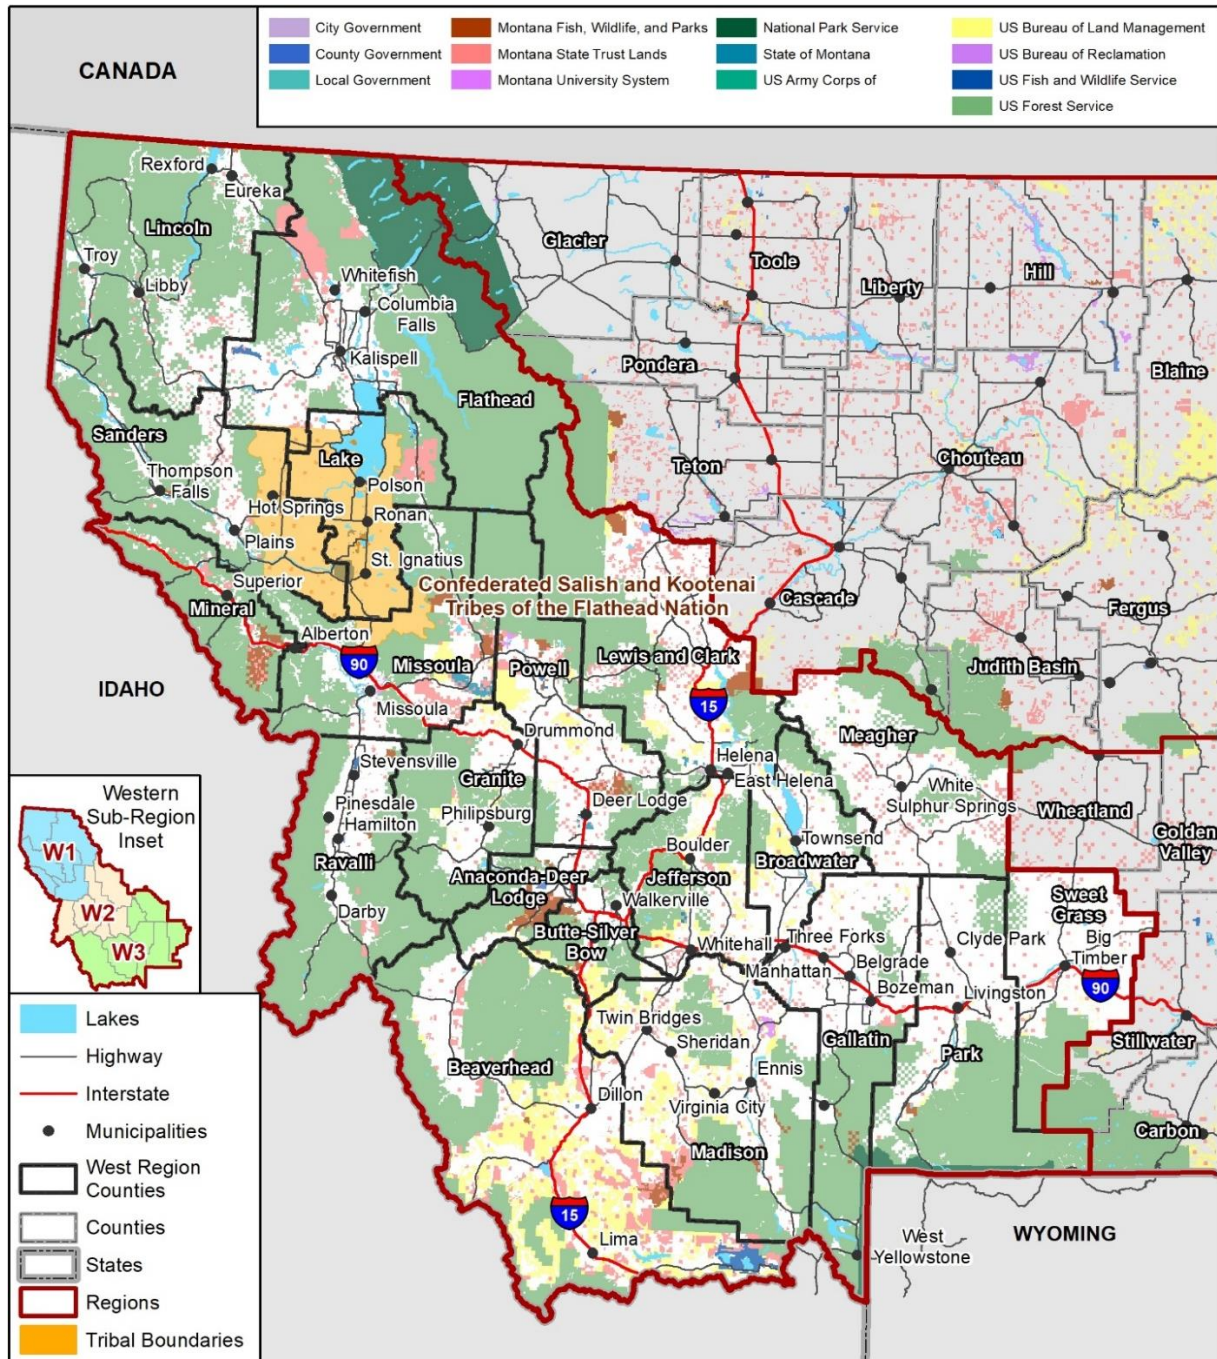 City Government
County Government
Local Government
Montana Fish, Wildlife, and Parks
Montana State Trust Lands
Montana University System
National Park Service
State of Montana
US Army Corps of
US Bureau of Land Management
US Bureau of Reclamation
US Fish and Wildlife Service
US Forest Service
CANADA
Rexford
Eureka
Lincoln
Troy
Libby
Whitefish
Columbia
Falls
Kalispell
Flathead
Glacier
Toole
Liberty
Hill
Blaine
Pondera
Teton
Chouteau
Sanders
Thompson
Falls
Lake
Polson
Hot Springs
Ronan
Plains
St. Ignatius
Superior
Mineral
Confederated Salish and Kootenai
Tribes of the Flathead Nation
Cascade
Fergus
Judith Basin
Alberton
90
Missoula
Powell
Lewis and Clark
15
IDAHO
Missoula
Drummond
Helena
East Helena
Meagher
White
Sulphur Springs
Wheatland
Golden
Valley
Stevensville
Granite
Pinesdale
Hamilton
Philipsburg
Deer Lodge
Townsend
Boulder
Broadwater
Ravalli
Anaconda-Deer
Lodge
Jefferson
Walkerville
Sweet
Grass
Darby
Butte-Silver
Bow
Whitehall
Three Forks
Clyde Park
Big
Timber
Manhattan
Belgrade
Bozeman
Livingston
90
Twin Bridges
Sheridan
Gallatin
Park
Stillwater
Beaverhead
Ennis
Dillon
Virginia City
Madison
Carbon
15
Lima
West
Yellowstone
WYOMING
Western
Sub-Region
Inset
W1
W2
W3
Lakes
Highway
Interstate
Municipalities
West Region
Counties
Counties
States
Regions
Tribal Boundaries